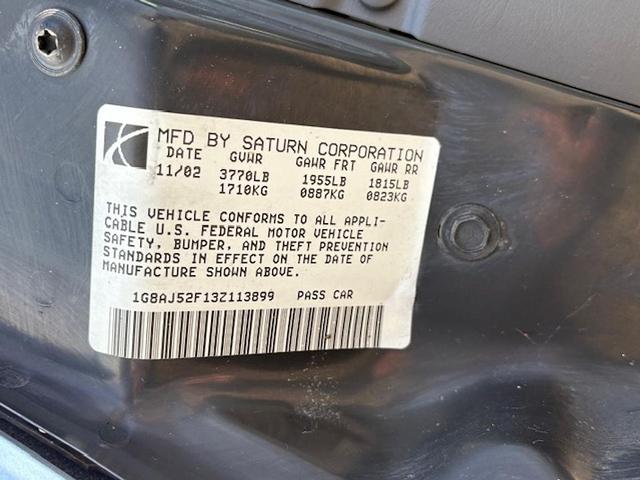 MFD BY SATURN CORPORATION
DATE GVWR GAWR FRT GAWR RR
11/02 3770LB 1955LB 1815LB
1710KG 0887KG 0823KG
THIS VEHICLE CONFORMS TO ALL APPLI-
CABLE U.S. FEDERAL MOTOR VEHICLE
SAFETY, BUMPER, AND THEFT PREVENTION
STANDARDS IN EFFECT ON THE DATE OF
MANUFACTURE SHOWN ABOVE.
1G8AJ52F13Z113899 PASS CAR